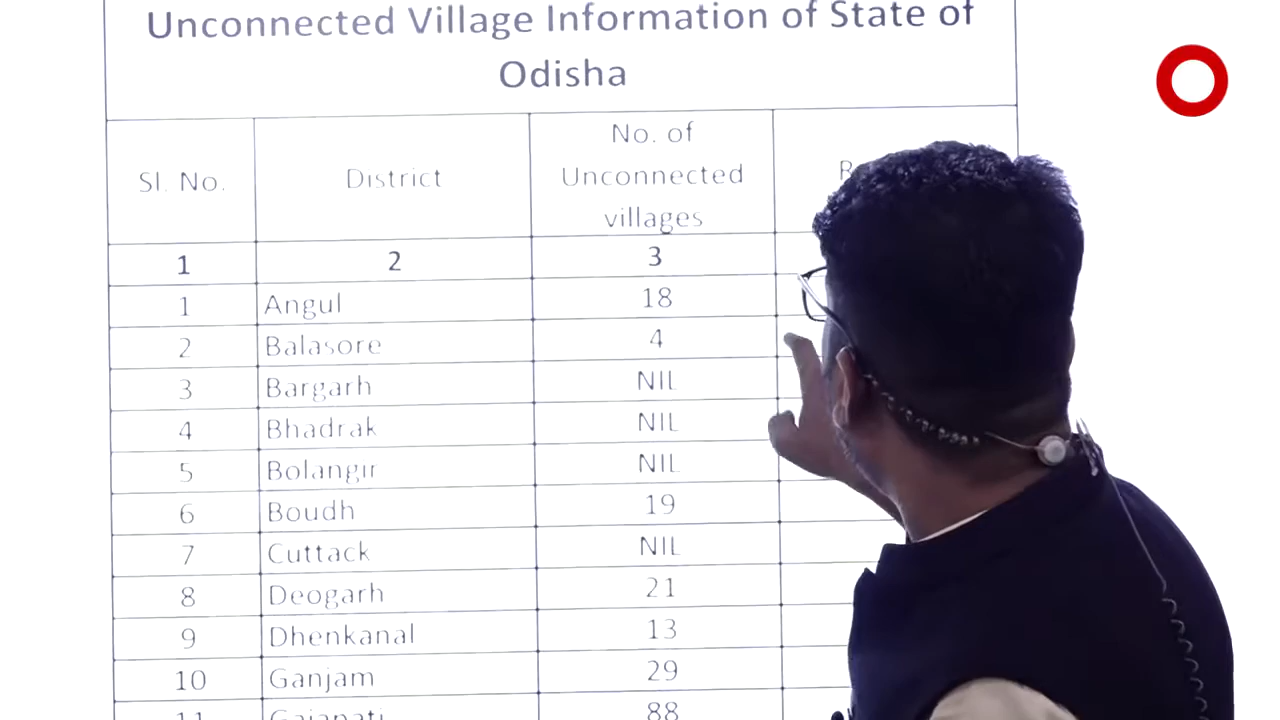 Unconnected Village Information of State of
Odisha
Sl. No. District No. of Unconnected villages
1 2 3
1 Angul 18
2 Balasore 4
3 Bargarh NIL
4 Bhadrak NIL
5 Bolangir NIL
6 Boudh 19
7 Cuttack NIL
8 Deogarh 21
9 Dhenkanal 13
10 Ganjam 29
11 Gajapati 88